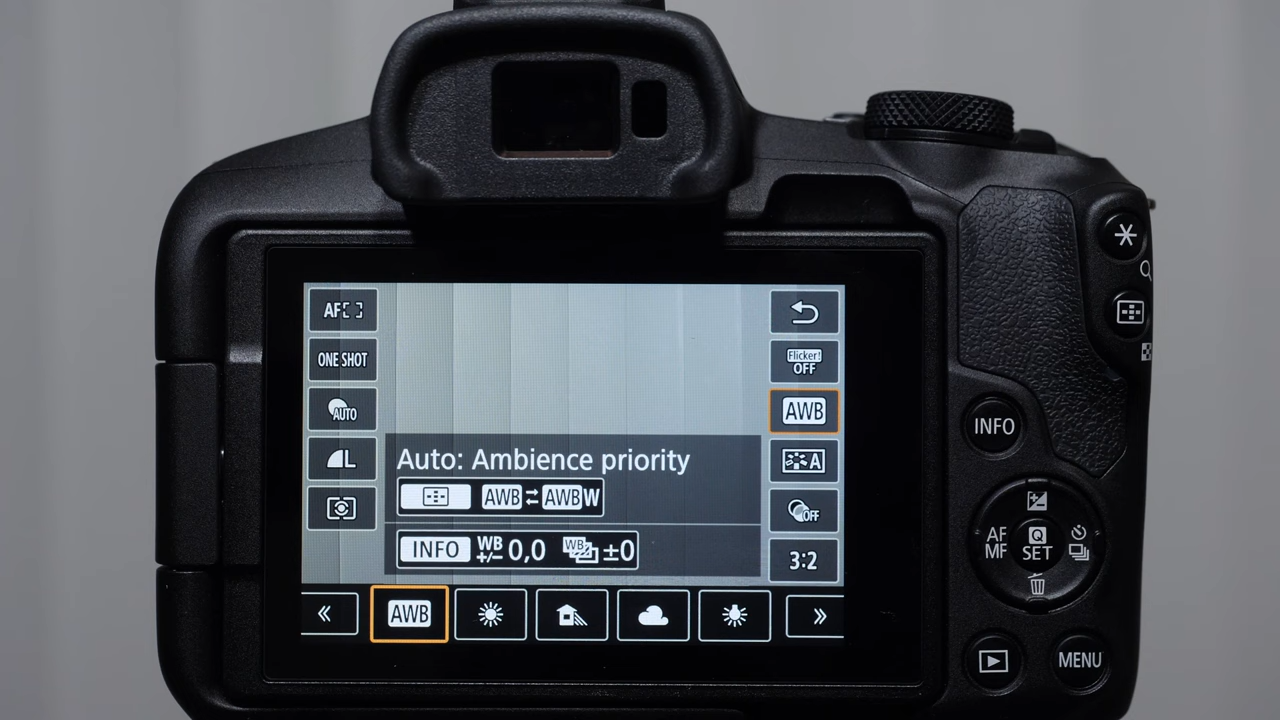 AF
ONE SHOT
AUTO
L
Flicker!
OFF
AWB
A
OFF
3:2
Auto: Ambience priority
AWB AWBW
INFO WB +/- 0,0 WB ±0
AWB
INFO
AF
MF
Q
SET
MENU